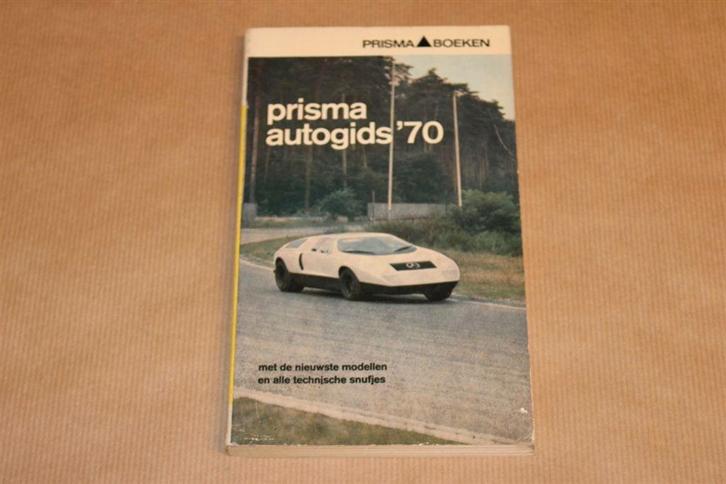 PRISMA BOEKEN
prisma
autogids '70
met de nieuwste modellen
en alle technische snufjes